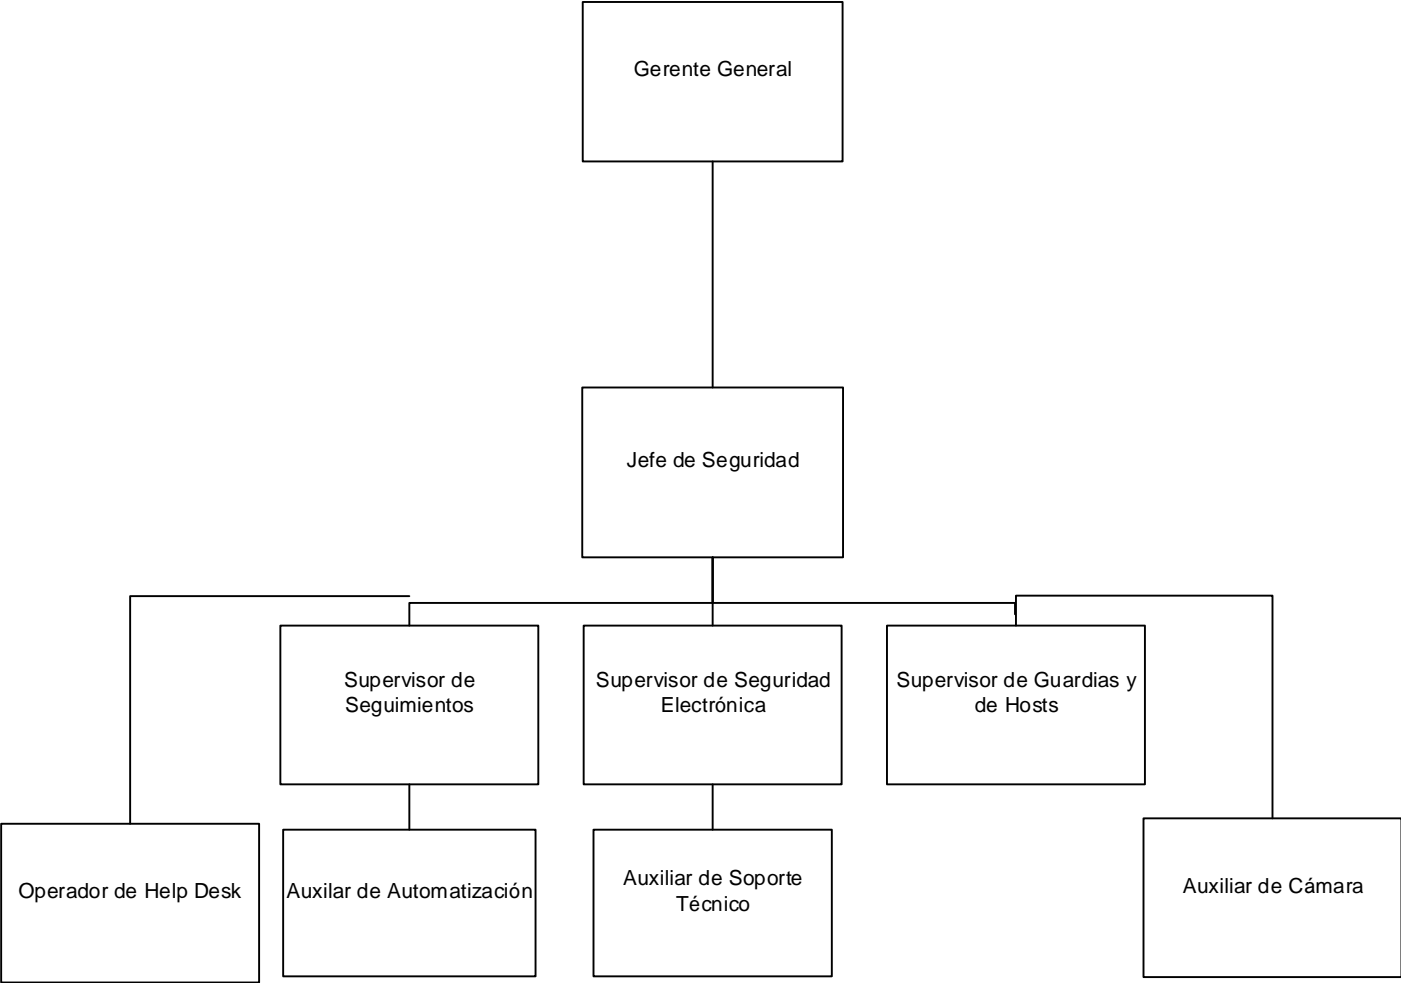 Gerente General
Jefe de Seguridad
Supervisor de
Seguimientos
Supervisor de Seguridad
Electrónica
Supervisor de Guardias y
de Hosts
Operador de Help Desk
Auxilar de Automatización
Auxiliar de Soporte
Técnico
Auxiliar de Cámara